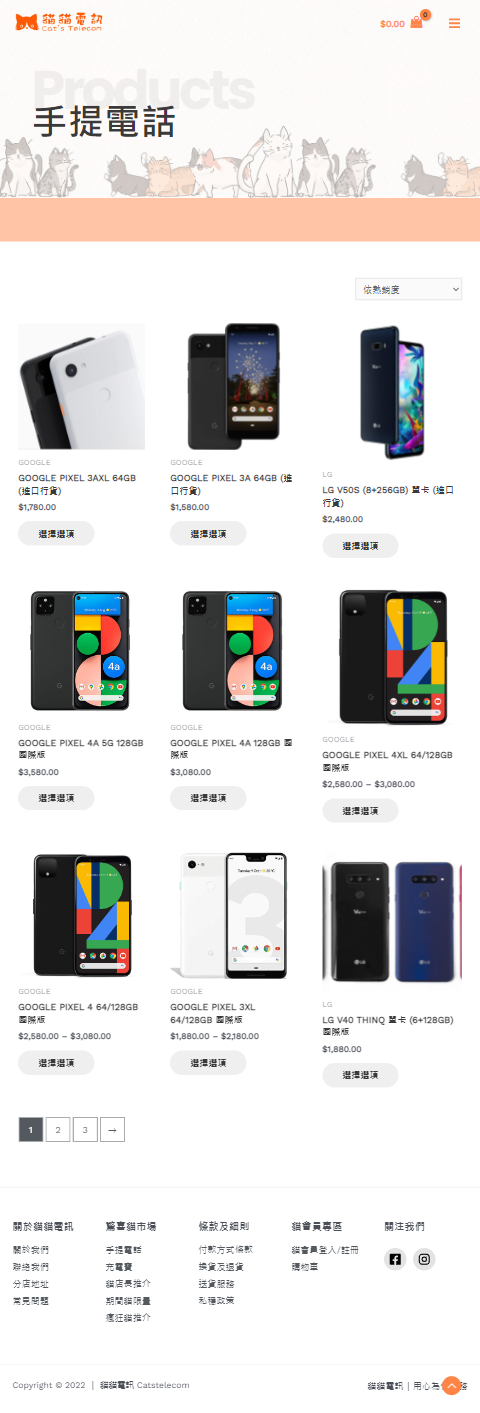 貓貓電訊
Cat's Telecom
$0.00
0
Products
手提電話
依熱銷度
GOOGLE
GOOGLE PIXEL 3AXL 64GB
(進口行貨)
$1,780.00
選擇選項
GOOGLE
GOOGLE PIXEL 3A 64GB (進
口行貨)
$1,580.00
選擇選項
LG
LG V50S (8+256GB) 單卡 (進口
行貨)
$2,480.00
選擇選項
GOOGLE
GOOGLE PIXEL 4A 5G 128GB
國際版
$3,580.00
選擇選項
4a
GOOGLE
GOOGLE PIXEL 4A 128GB 國
際版
$3,080.00
選擇選項
GOOGLE
GOOGLE PIXEL 4XL 64/128GB
國際版
$2,580.00 – $3,080.00
選擇選項
GOOGLE
GOOGLE PIXEL 4 64/128GB
國際版
$2,580.00 – $3,080.00
選擇選項
GOOGLE
GOOGLE PIXEL 3XL
64/128GB 國際版
$1,880.00 – $2,180.00
選擇選項
LG
LG V40 THINQ 單卡 (6+128GB)
國際版
$1,880.00
選擇選項
1 2 3 →
關於貓貓電訊
關於我們
聯絡我們
分店地址
常見問題
驚喜貓市場
手提電話
充電寶
貓店長推介
期間貓限量
瘋狂貓推介
條款及細則
付款方式條款
換貨及退貨
送貨服務
私隱政策
貓會員專區
貓會員登入/註冊
購物車
關注我們
Copyright © 2022 | 貓貓電訊 Catstelecom
貓貓電訊 | 用心為